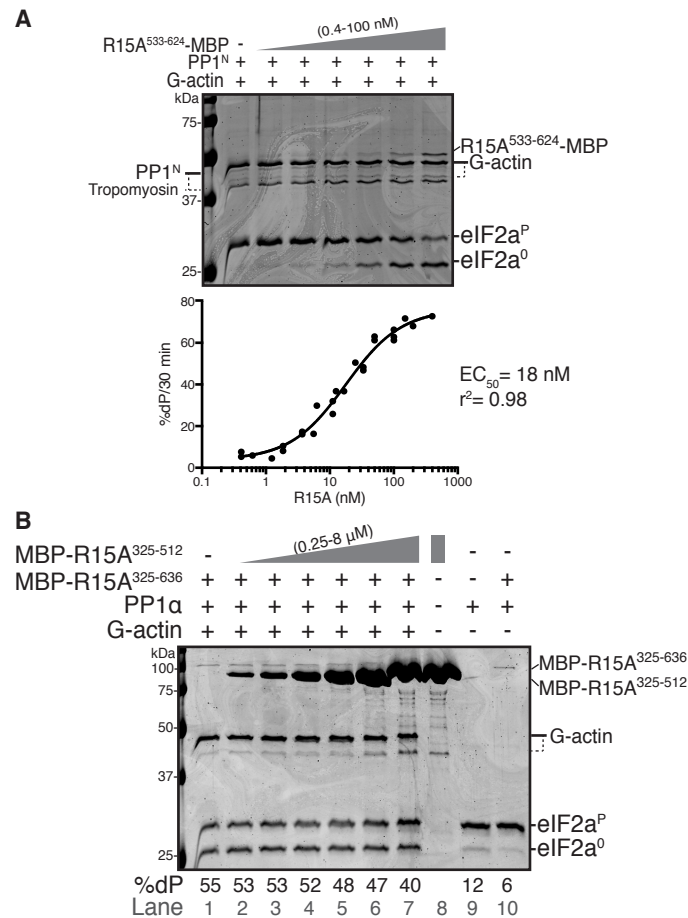 A
(0.4-100 nM)
R15A533-624-MBP -
PP1N + + + + + + + +
G-actin + + + + + + + +
kDa
75-
R15A533-624-MBP
G-actin
PP1N
Tropomyosin
37-
eIF2aP
eIF2a0
25-
80
60
40
20
0
%dP/30 min
0.1 1 10 100 1000
R15A (nM)
EC50= 18 nM
r2= 0.98
B
(0.25-8 µM)
MBP-R15A325-512 - - -
MBP-R15A325-636 + + + + + + + - - +
PP1α + + + + + + + - + +
G-actin + + + + + + + - - -
kDa
100-
MBP-R15A325-636
75-
MBP-R15A325-512
50-
G-actin
37-
eIF2aP
25-
eIF2a0
%dP 55 53 53 52 48 47 40 12 6
Lane 1 2 3 4 5 6 7 8 9 10